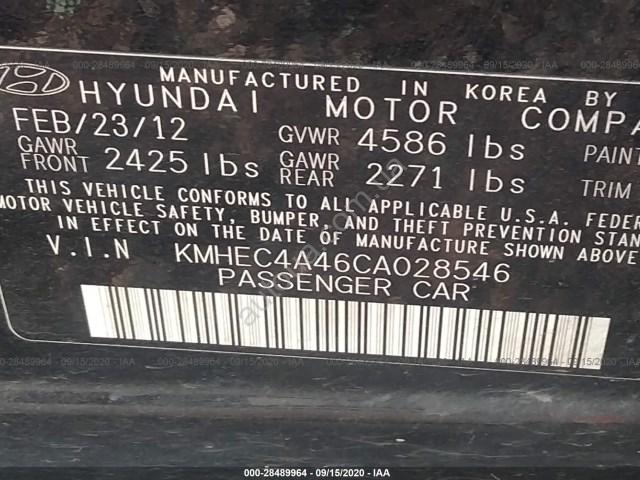 MANUFACTURED IN KOREA BY
HYUNDAI MOTOR COMPA
FEB/23/12 GVWR 4586 lbs PAINT
GAWR FRONT 2425 lbs GAWR REAR 2271 lbs TRIM
THIS VEHICLE CONFORMS TO ALL APPLICABLE U.S.A. FEDER
MOTOR VEHICLE SAFETY, BUMPER, AND THEFT PREVENTION STAN
IN EFFECT ON THE DATE OF MANUFACTURE SHOWN ABOVE
V.I.N KMHEC4A46CA028546
PASSENGER CAR
000-28489964 - 09/15/2020 - IAA